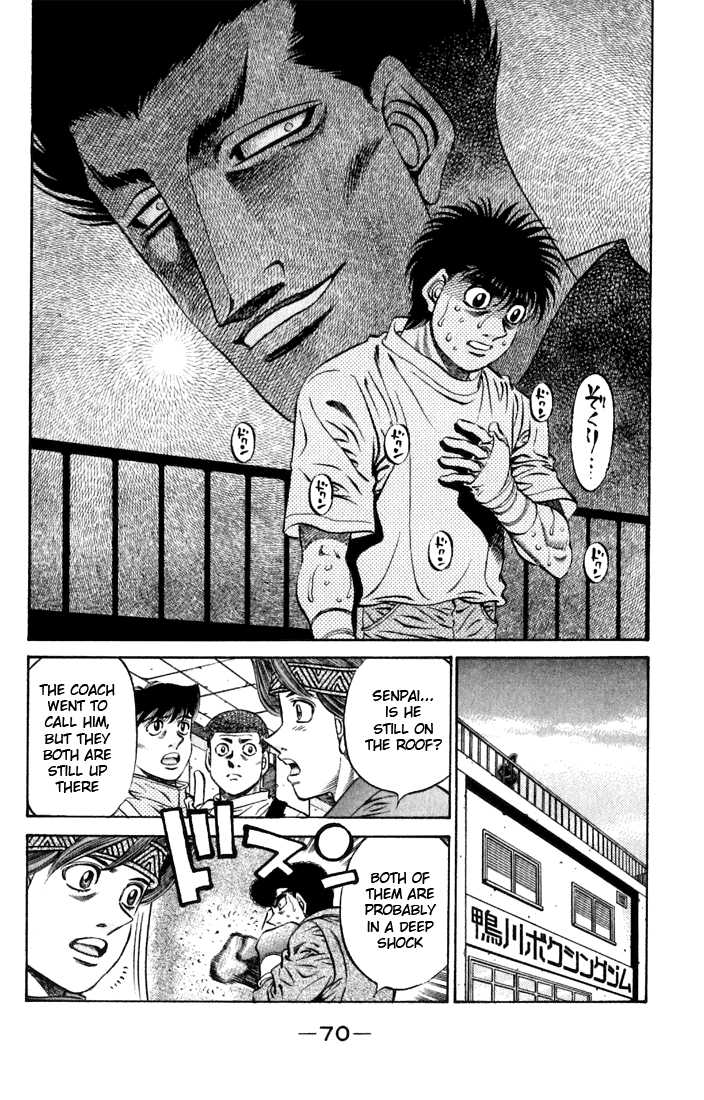 ぞくり…
ドクン
ドクン
ドクン
ドクン
ドクン
鴨川ボクシングジム
SENPAI...
IS HE
STILL ON
THE ROOF?
THE COACH
WENT TO
CALL HIM,
BUT THEY
BOTH ARE
STILL UP
THERE
BOTH OF
THEM ARE
PROBABLY
IN A DEEP
SHOCK
ドスン
—70—